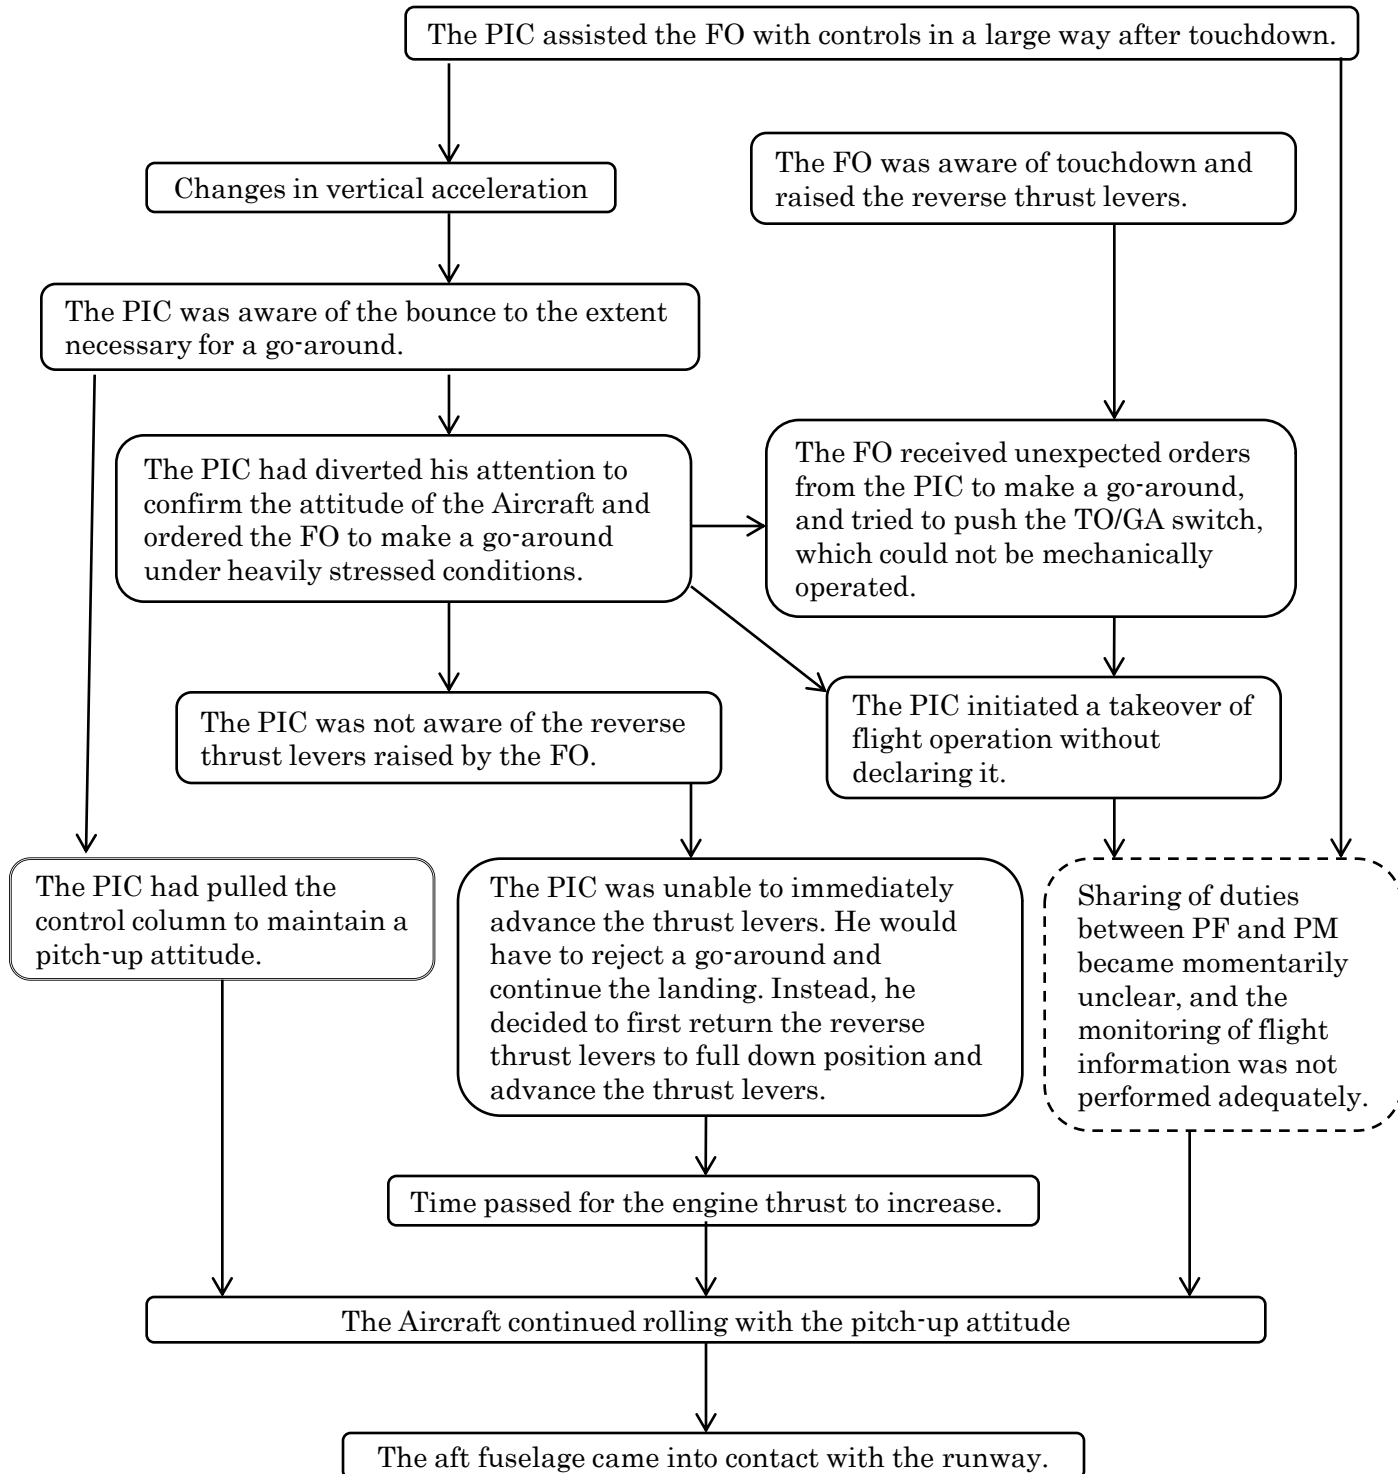 The PIC assisted the FO with controls in a large way after touchdown.
Changes in vertical acceleration
The FO was aware of touchdown and
raised the reverse thrust levers.
The PIC was aware of the bounce to the extent
necessary for a go-around.
The PIC had diverted his attention to
confirm the attitude of the Aircraft and
ordered the FO to make a go-around
under heavily stressed conditions.
The FO received unexpected orders
from the PIC to make a go-around,
and tried to push the TO/GA switch,
which could not be mechanically
operated.
The PIC was not aware of the reverse
thrust levers raised by the FO.
The PIC initiated a takeover of
flight operation without
declaring it.
The PIC had pulled the
control column to maintain a
pitch-up attitude.
The PIC was unable to immediately
advance the thrust levers. He would
have to reject a go-around and
continue the landing. Instead, he
decided to first return the reverse
thrust levers to full down position and
advance the thrust levers.
Sharing of duties
between PF and PM
became momentarily
unclear, and the
monitoring of flight
information was not
performed adequately.
Time passed for the engine thrust to increase.
The Aircraft continued rolling with the pitch-up attitude
The aft fuselage came into contact with the runway.